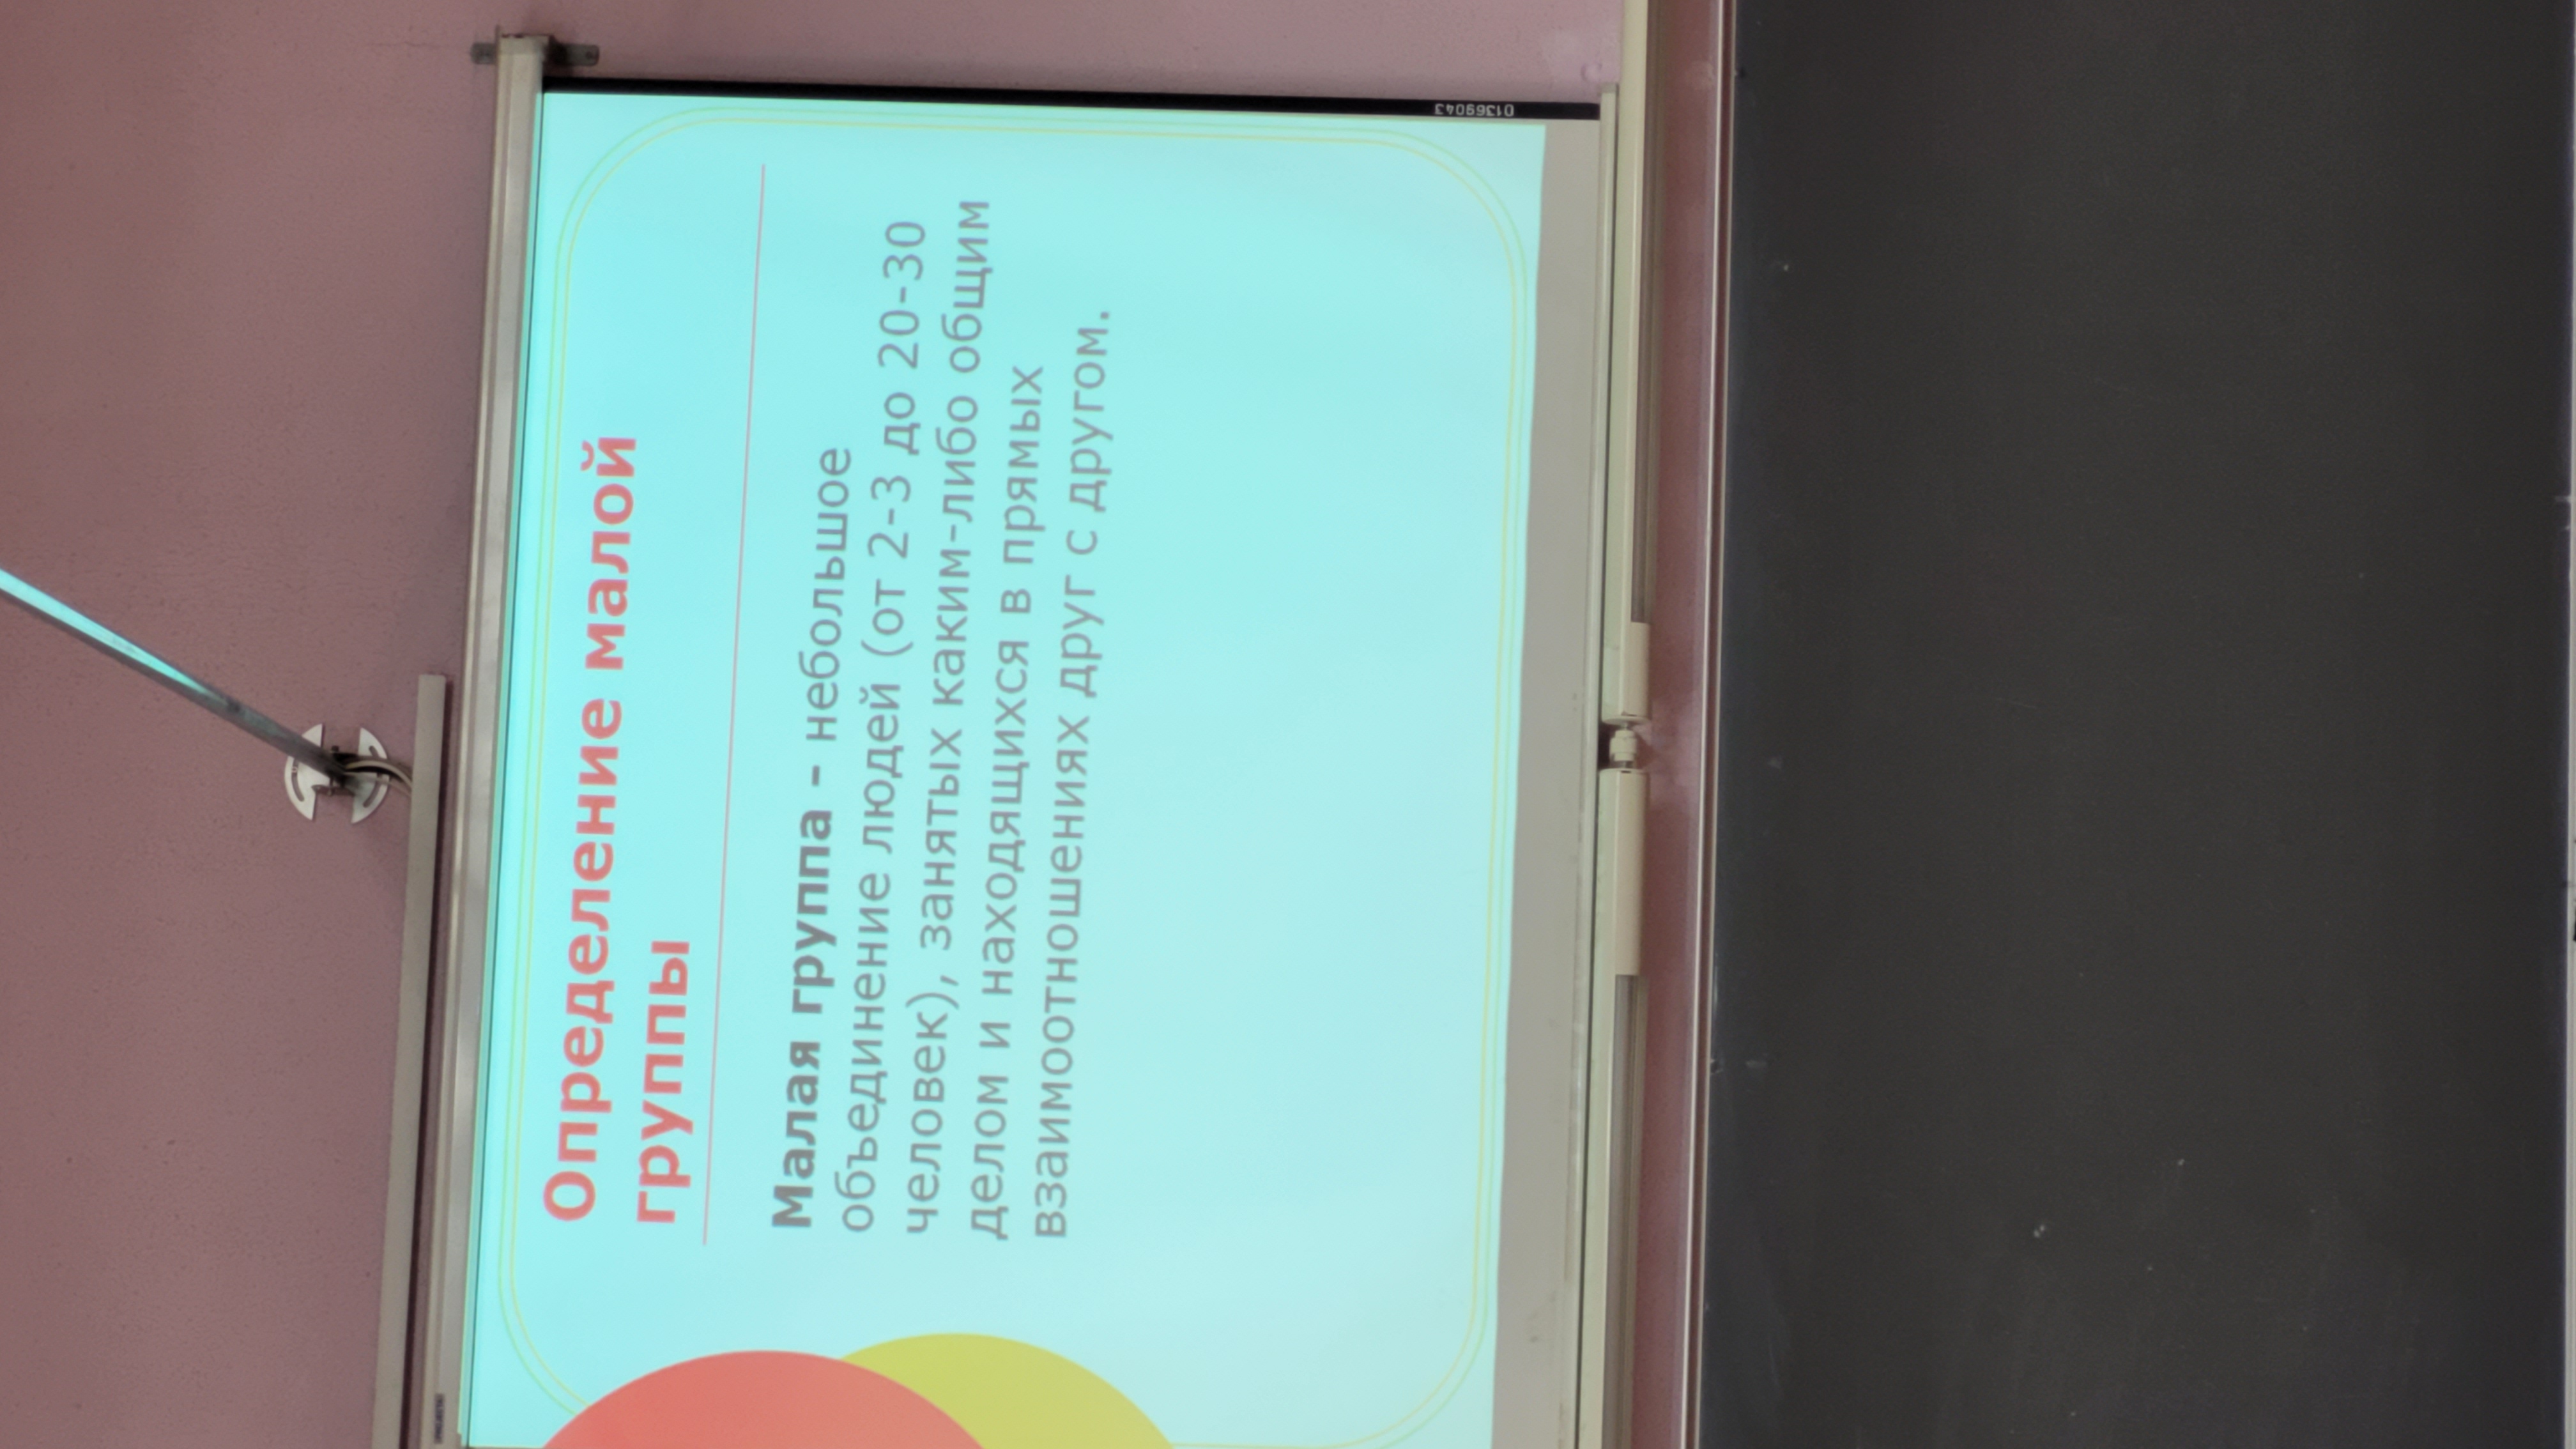 Определение малой
группы
Малая группа – небольшое
объединение людей (от 2-3 до 20-30
человек), занятых каким-либо общим
делом и находящихся в прямых
взаимоотношениях друг с другом.
01369043